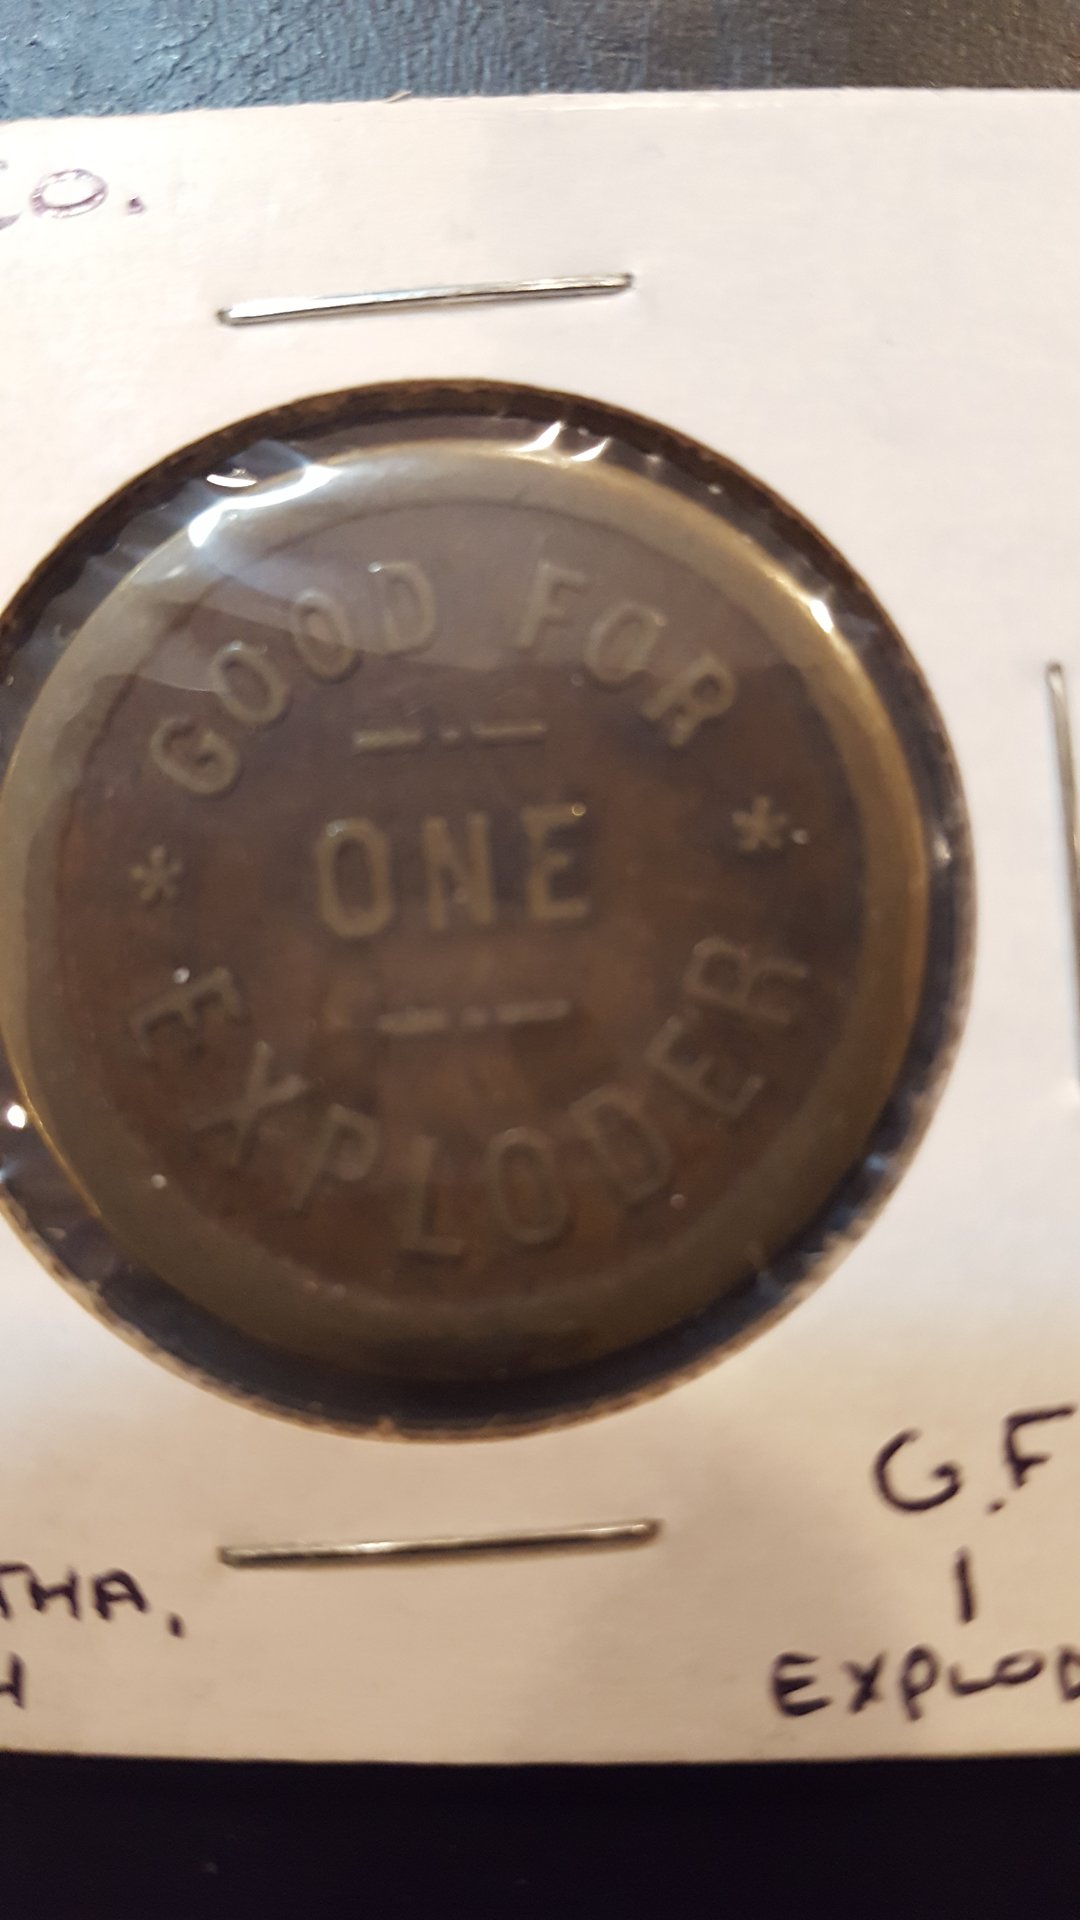 CO.
GOOD FOR
ONE
EXPLODER
THA.
G.F
1
EXPLOD